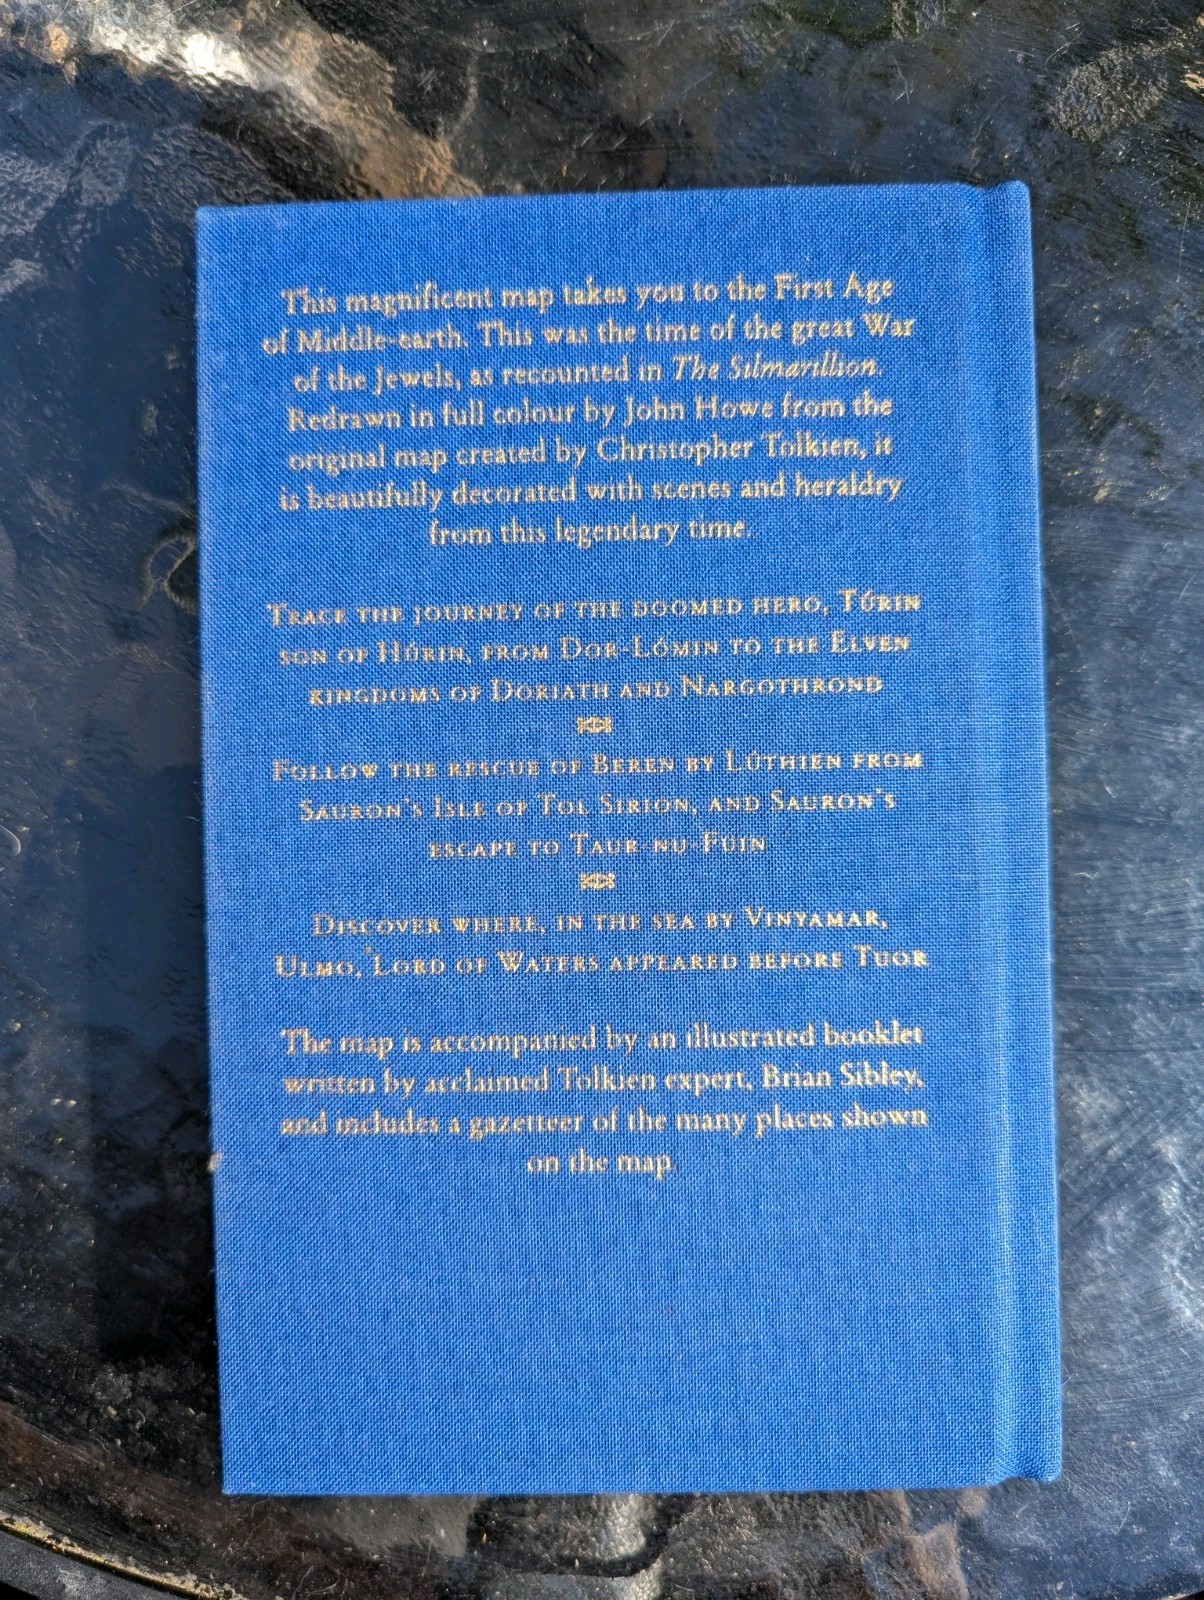 This magnificent map takes you to the First Age
of Middle-earth. This was the time of the great War
of the Jewels, as recounted in The Silmarillion.
Redrawn in full colour by John Howe from the
original map created by Christopher Tolkien, it
is beautifully decorated with scenes and heraldry
from this legendary time.
Trace the journey of the doomed hero, Túrin
son of Húrin, from Dor-Lómin to the Elven
kingdoms of Doriath and Nargothrond
Follow the rescue of Beren by Lúthien from
Sauron's Isle of Tol Sirion, and Sauron's
escape to Taur-nu-Fuin
Discover where, in the sea by Vinyamar,
Ulmo, Lord of Waters appeared before Tuor
The map is accompanied by an illustrated booklet
written by acclaimed Tolkien expert, Brian Sibley,
and includes a gazetteer of the many places shown
on the map.